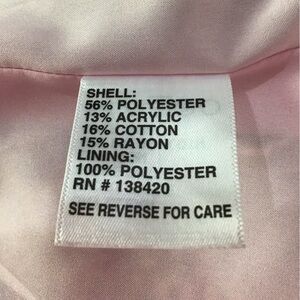 SHELL:
56% POLYESTER
13% ACRYLIC
16% COTTON
15% RAYON
LINING:
100% POLYESTER
RN # 138420
SEE REVERSE FOR CARE